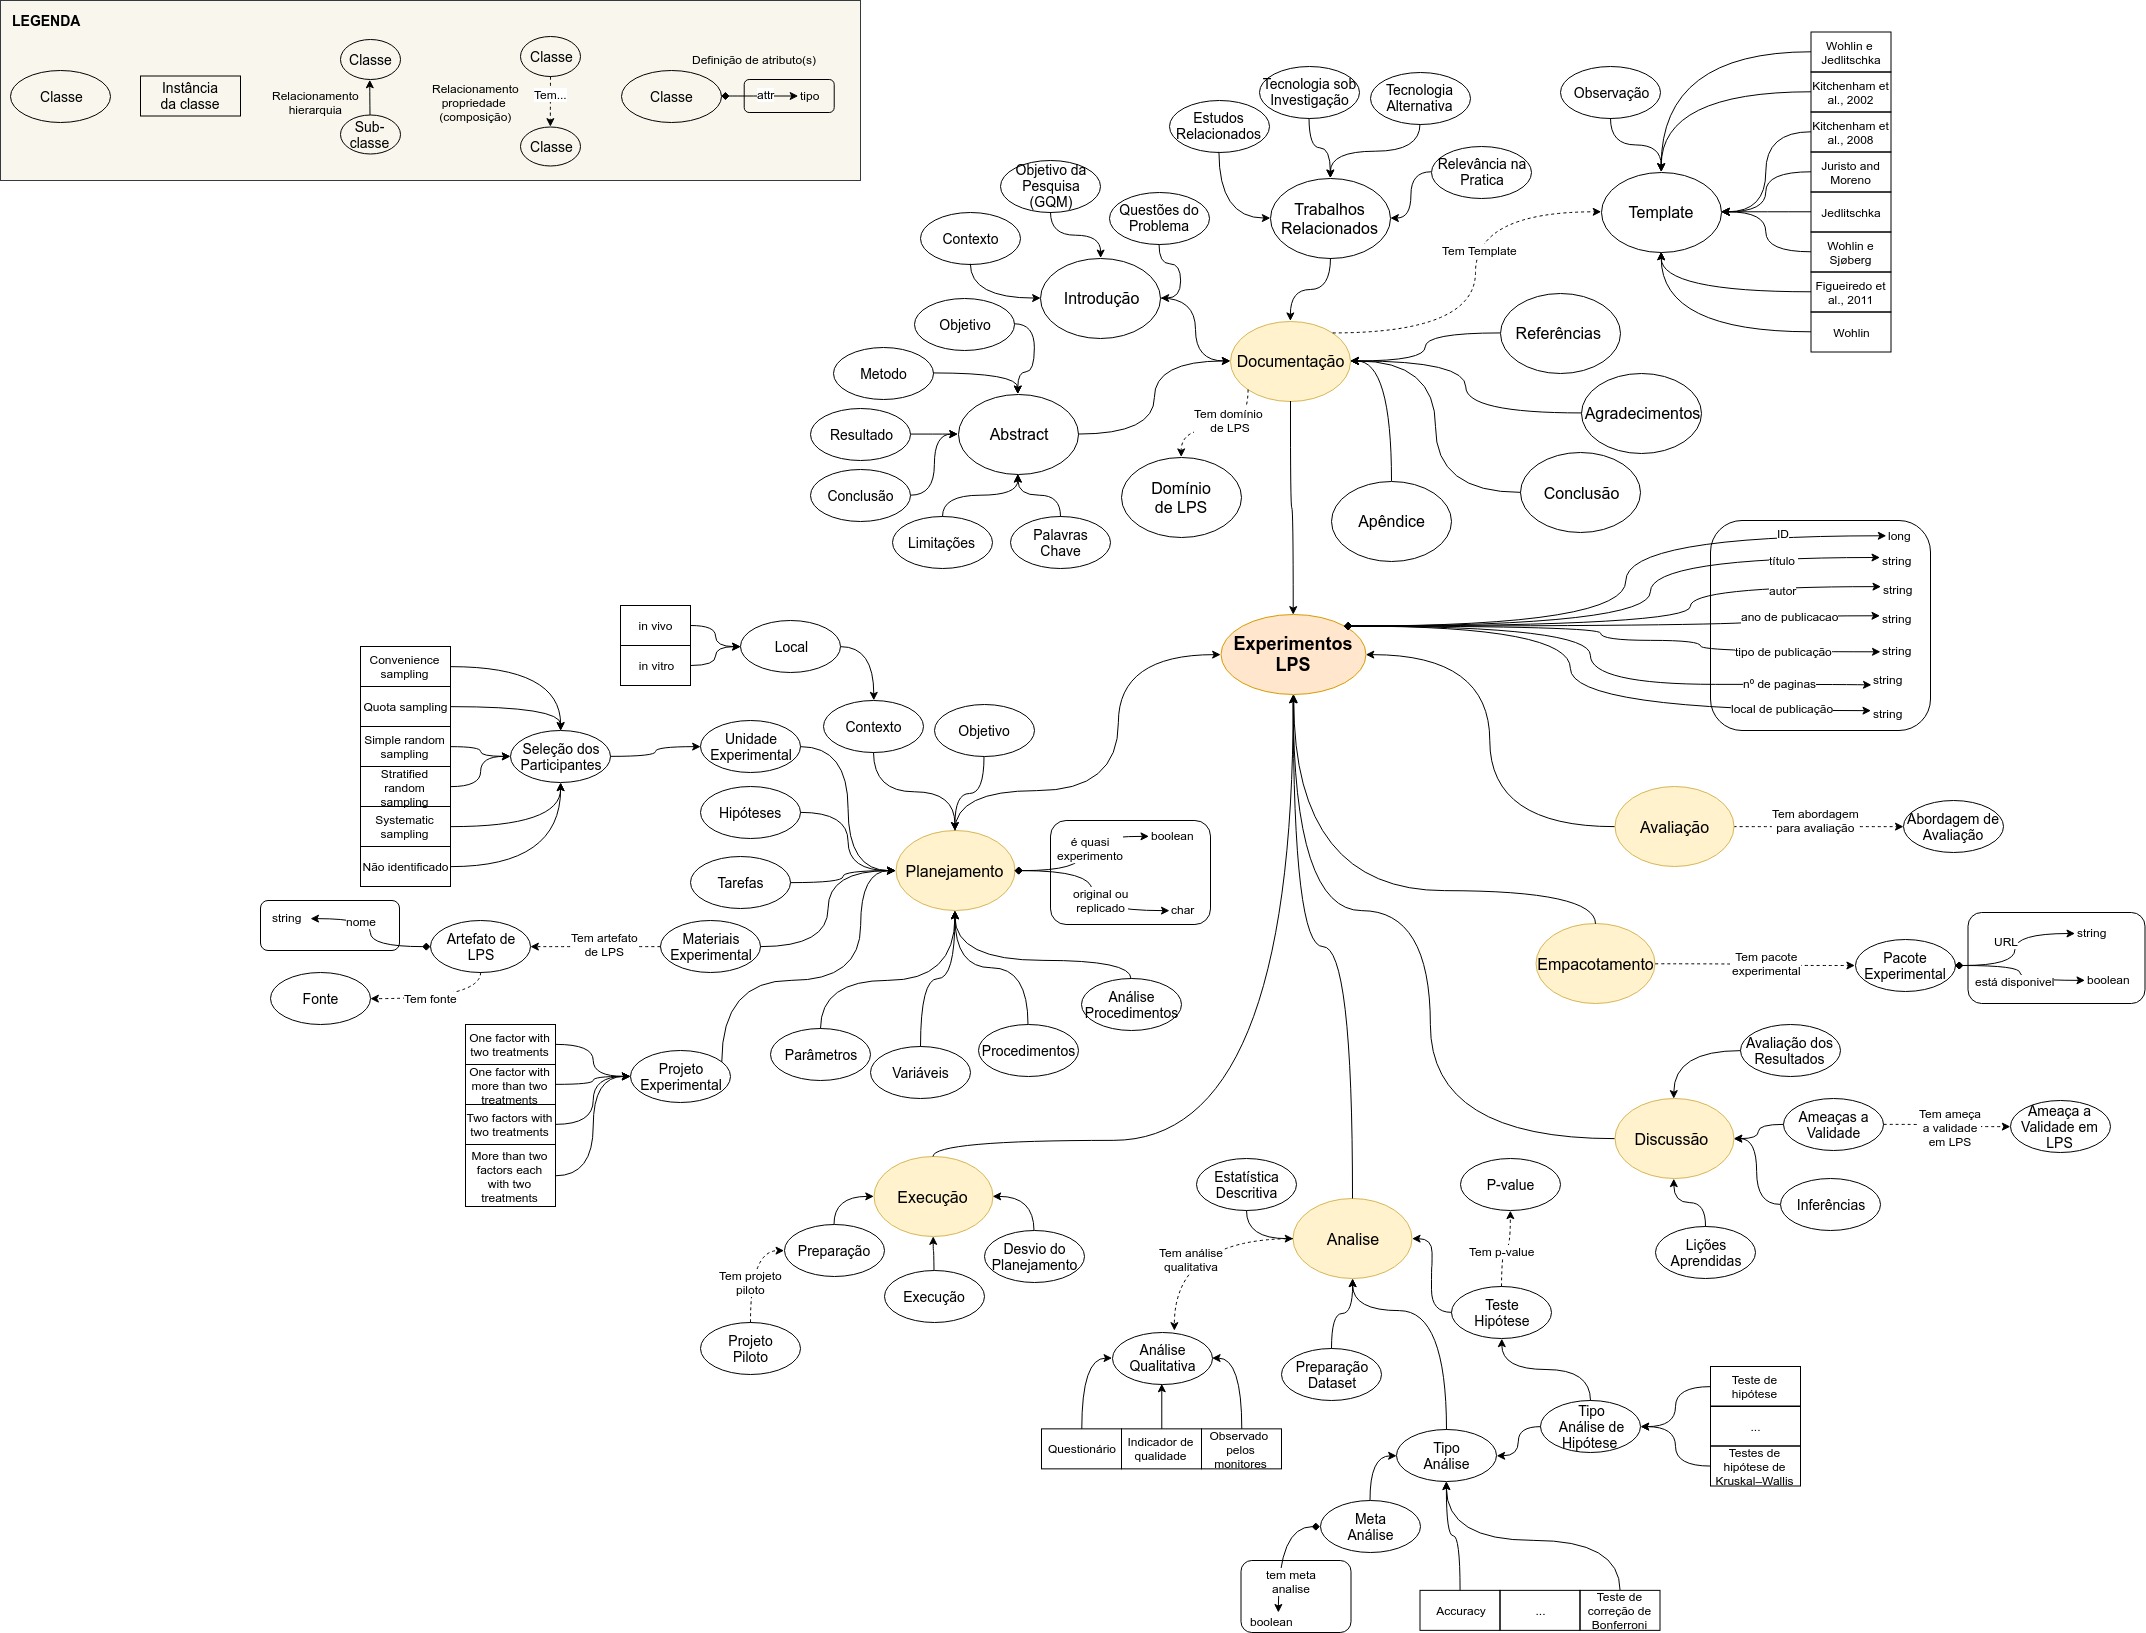 LEGENDA
Classe
Instância
da classe
Relacionamento
hierarquia
Classe
Sub-
classe
Relacionamento
propriedade
(composição)
Classe
Tem...
Classe
Definição de atributo(s)
Classe
attr
tipo
Objetivo da
Pesquisa
(GQM)
Contexto
Questões do
Problema
Introdução
Estudos
Relacionados
Tecnologia sob
Investigação
Tecnologia
Alternativa
Relevância na
Pratica
Trabalhos
Relacionados
Observação
Template
Tem Template
Wohlin e
Jedlitschka
Kitchenham et
al., 2002
Kitchenham et
al., 2008
Juristo and
Moreno
Jedlitschka
Wohlin e
Sjøberg
Figueiredo et
al., 2011
Wohlin
Objetivo
Metodo
Resultado
Conclusão
Limitações
Palavras
Chave
Abstract
Documentação
Tem domínio
de LPS
Domínio
de LPS
Referências
Agradecimentos
Conclusão
Apêndice
Experimentos
LPS
ID
long
título
string
autor
string
ano de publicacao
string
tipo de publicação
string
nº de paginas
string
local de publicação
string
in vivo
in vitro
Local
Contexto
Objetivo
Convenience
sampling
Quota sampling
Simple random
sampling
Stratified
random
sampling
Systematic
sampling
Não identificado
Seleção dos
Participantes
Unidade
Experimental
Hipóteses
Tarefas
Planejamento
é quasi
experimento
boolean
original ou
replicado
char
string
nome
Artefato de
LPS
Tem artefato
de LPS
Materiais
Experimental
Fonte
Tem fonte
One factor with
two treatments
One factor with
more than two
treatments
Two factors with
two treatments
More than two
factors each
with two
treatments
Projeto
Experimental
Parâmetros
Variáveis
Procedimentos
Análise
Procedimentos
Avaliação
Tem abordagem
para avaliação
Abordagem de
Avaliação
Empacotamento
Tem pacote
experimental
Pacote
Experimental
URL
string
está disponivel
boolean
Avaliação dos
Resultados
Discussão
Ameaças a
Validade
Tem ameça
a validade
em LPS
Ameaça a
Validade em
LPS
Inferências
Lições
Aprendidas
Execução
Preparação
Execução
Desvio do
Planejamento
Tem projeto
piloto
Projeto
Piloto
Estatística
Descritiva
Analise
Tem análise
qualitativa
Análise
Qualitativa
Questionário
Indicador de
qualidade
Observado
pelos
monitores
Preparação
Dataset
P-value
Tem p-value
Teste
Hipótese
Tipo
Análise de
Hipótese
Teste de
hipótese
...
Testes de
hipótese de
Kruskal–Wallis
Tipo
Análise
Meta
Análise
tem meta
analise
boolean
Accuracy
...
Teste de
correção de
Bonferroni